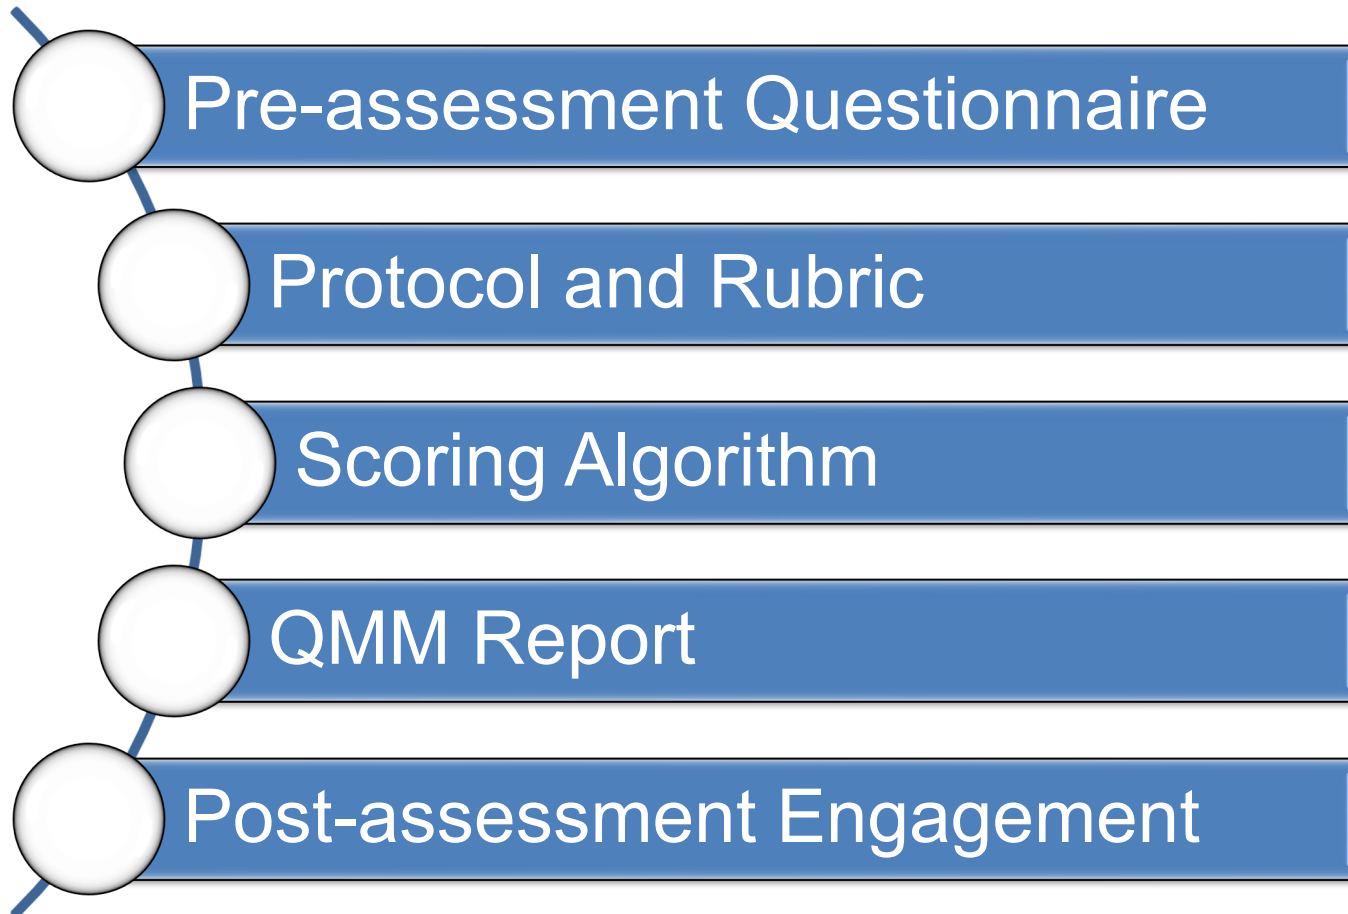 Pre-assessment Questionnaire
Protocol and Rubric
Scoring Algorithm
QMM Report
Post-assessment Engagement